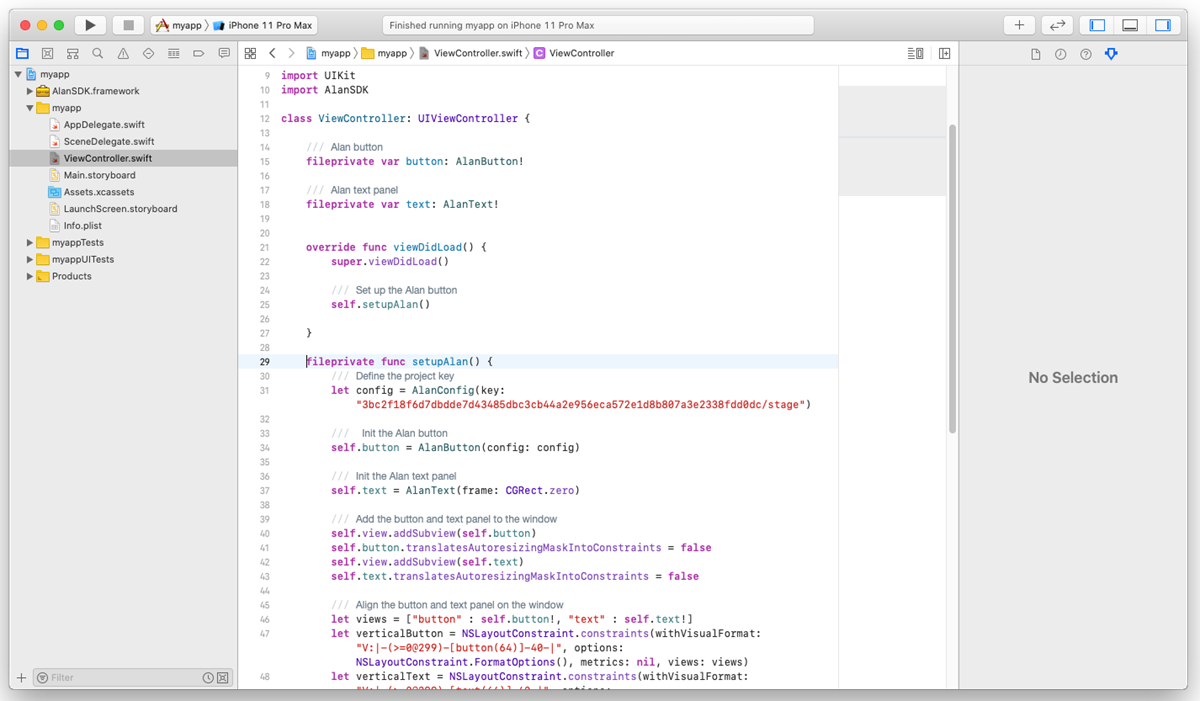 myapp 〉 iPhone 11 Pro Max
Finished running myapp on iPhone 11 Pro Max
myapp 〉 myapp 〉 ViewController.swift 〉 C ViewController
myapp
AlanSDK.framework
myapp
AppDelegate.swift
SceneDelegate.swift
ViewController.swift
Main.storyboard
Assets.xcassets
LaunchScreen.storyboard
Info.plist
myappTests
myappUITests
Products
Filter
9 import UIKit
10 import AlanSDK
11
12 class ViewController: UIViewController {
13
14 /// Alan button
15 fileprivate var button: AlanButton!
16
17 /// Alan text panel
18 fileprivate var text: AlanText!
19
20
21 override func viewDidLoad() {
22 super.viewDidLoad()
23
24 /// Set up the Alan button
25 self.setupAlan()
26
27 }
28
29 fileprivate func setupAlan() {
30 /// Define the project key
31 let config = AlanConfig(key:
"3bc2f18f6d7dbdde7d43485dbc3cb44a2e956eca572e1d8b807a3e2338fdd0dc/stage")
32
33 /// Init the Alan button
34 self.button = AlanButton(config: config)
35
36 /// Init the Alan text panel
37 self.text = AlanText(frame: CGRect.zero)
38
39 /// Add the button and text panel to the window
40 self.view.addSubview(self.button)
41 self.button.translatesAutoresizingMaskIntoConstraints = false
42 self.view.addSubview(self.text)
43 self.text.translatesAutoresizingMaskIntoConstraints = false
44
45 /// Align the button and text panel on the window
46 let views = ["button" : self.button!, "text" : self.text!]
47 let verticalButton = NSLayoutConstraint.constraints(withVisualFormat:
"V:|-(>=0@299)-[button(64)]-40-|", options:
NSLayoutConstraint.FormatOptions(), metrics: nil, views: views)
48 let verticalText = NSLayoutConstraint.constraints(withVisualFormat:
No Selection